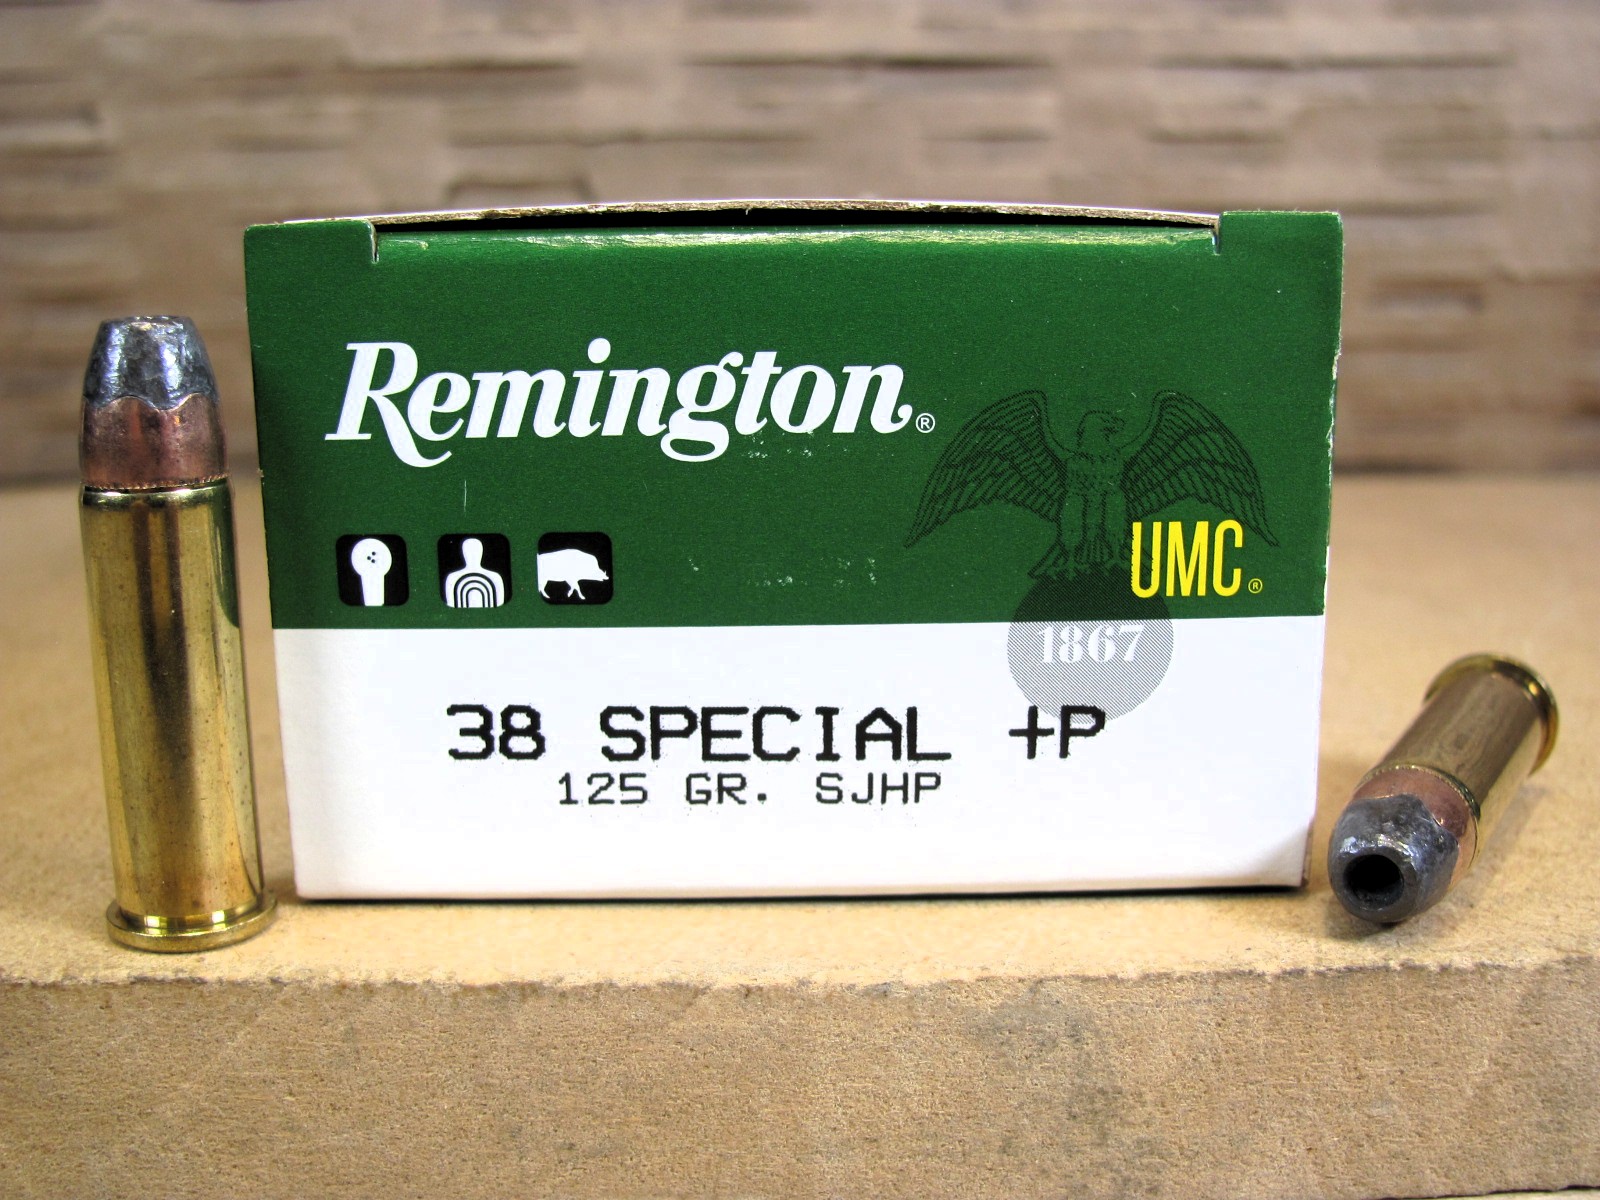 Remington®
UMC®
1867
38 SPECIAL +P
125 GR. SJHP